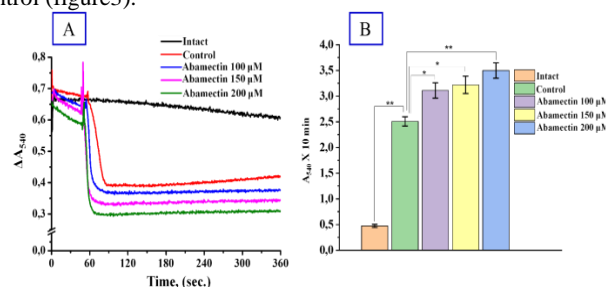 ntrol (figure3).
A
B
Intact
Control
Abamectin 100 µM
Abamectin 150 µM
Abamectin 200 µM
0,8
0,7
0,6
0,5
0,4
0,3
0,0
ΔA540
0 60 120 180 240 300 360
Time, (sec.)
4,0
3,5
3,0
2,5
2,0
1,5
1,0
0,5
0,0
A540 X 10 min
**
*
*
**
Intact
Control
Abamectin 100 µM
Abamectin 150 µM
Abamectin 200 µM